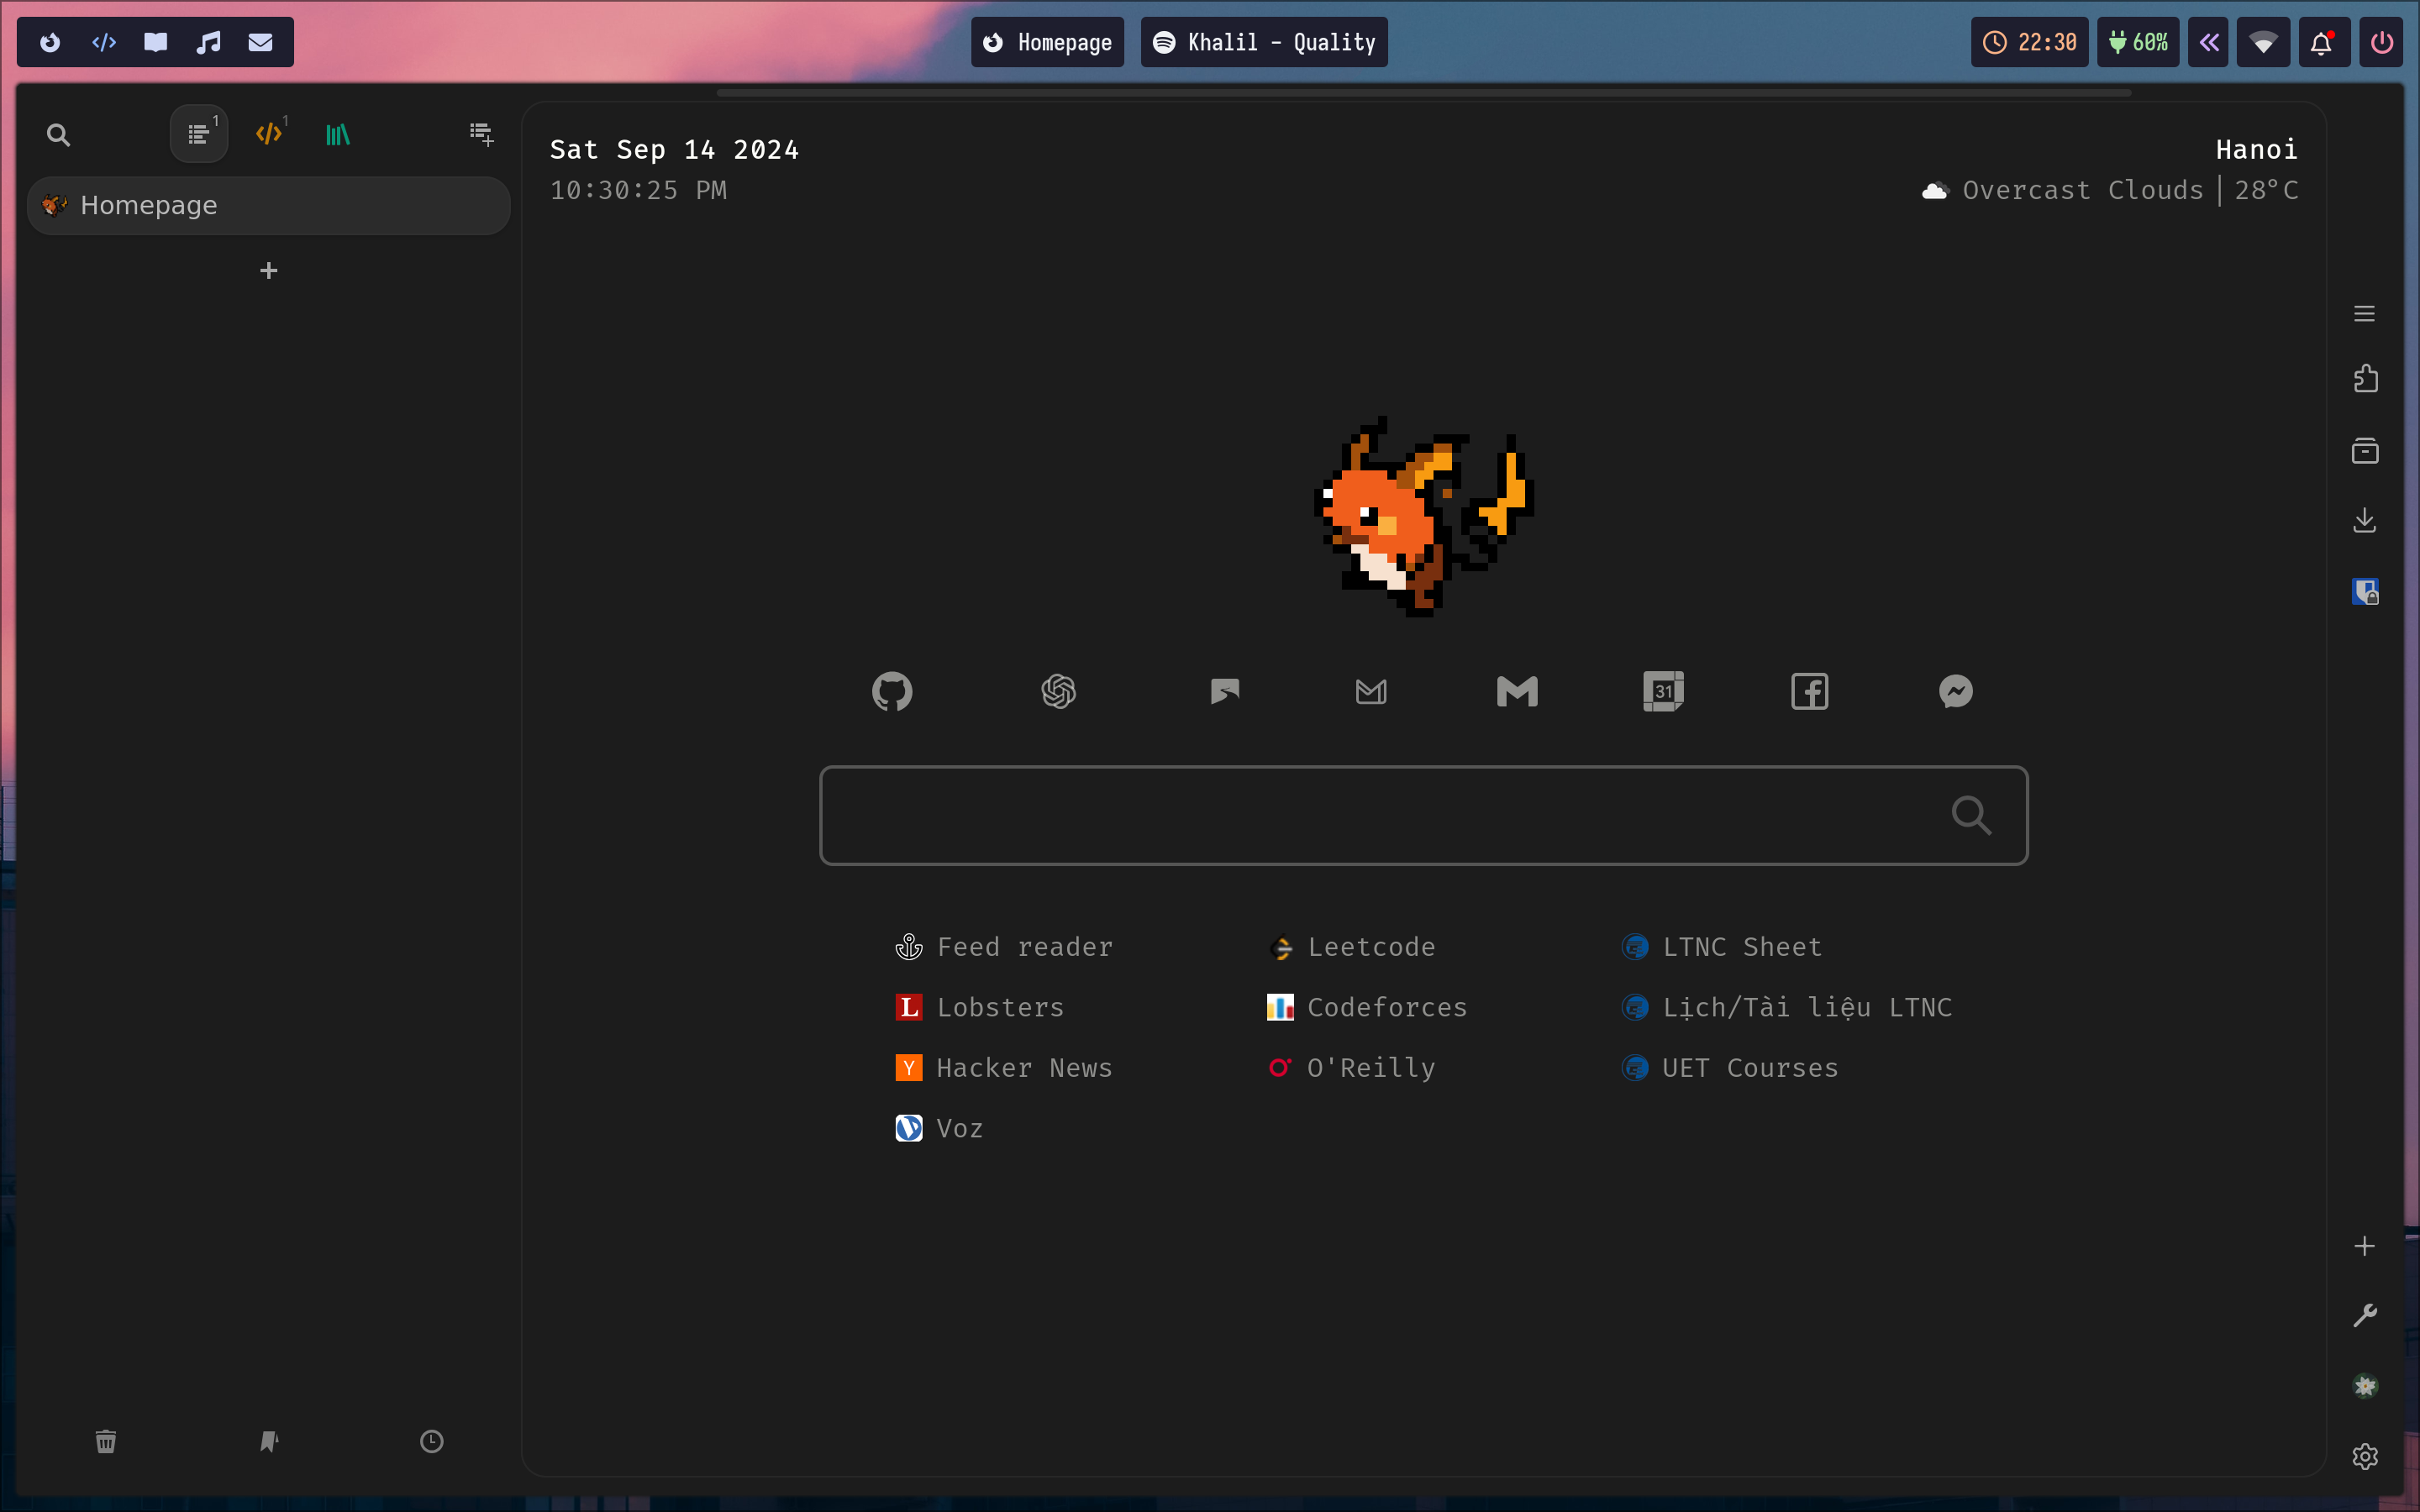 Homepage
Khalil - Quality
22:30
60%
1
1
Homepage
Sat Sep 14 2024
10:30:25 PM
Hanoi
Overcast Clouds | 28°C
31
Feed reader
Leetcode
LTNC Sheet
L Lobsters
Codeforces
Lịch/Tài liệu LTNC
Y Hacker News
O'Reilly
UET Courses
Voz